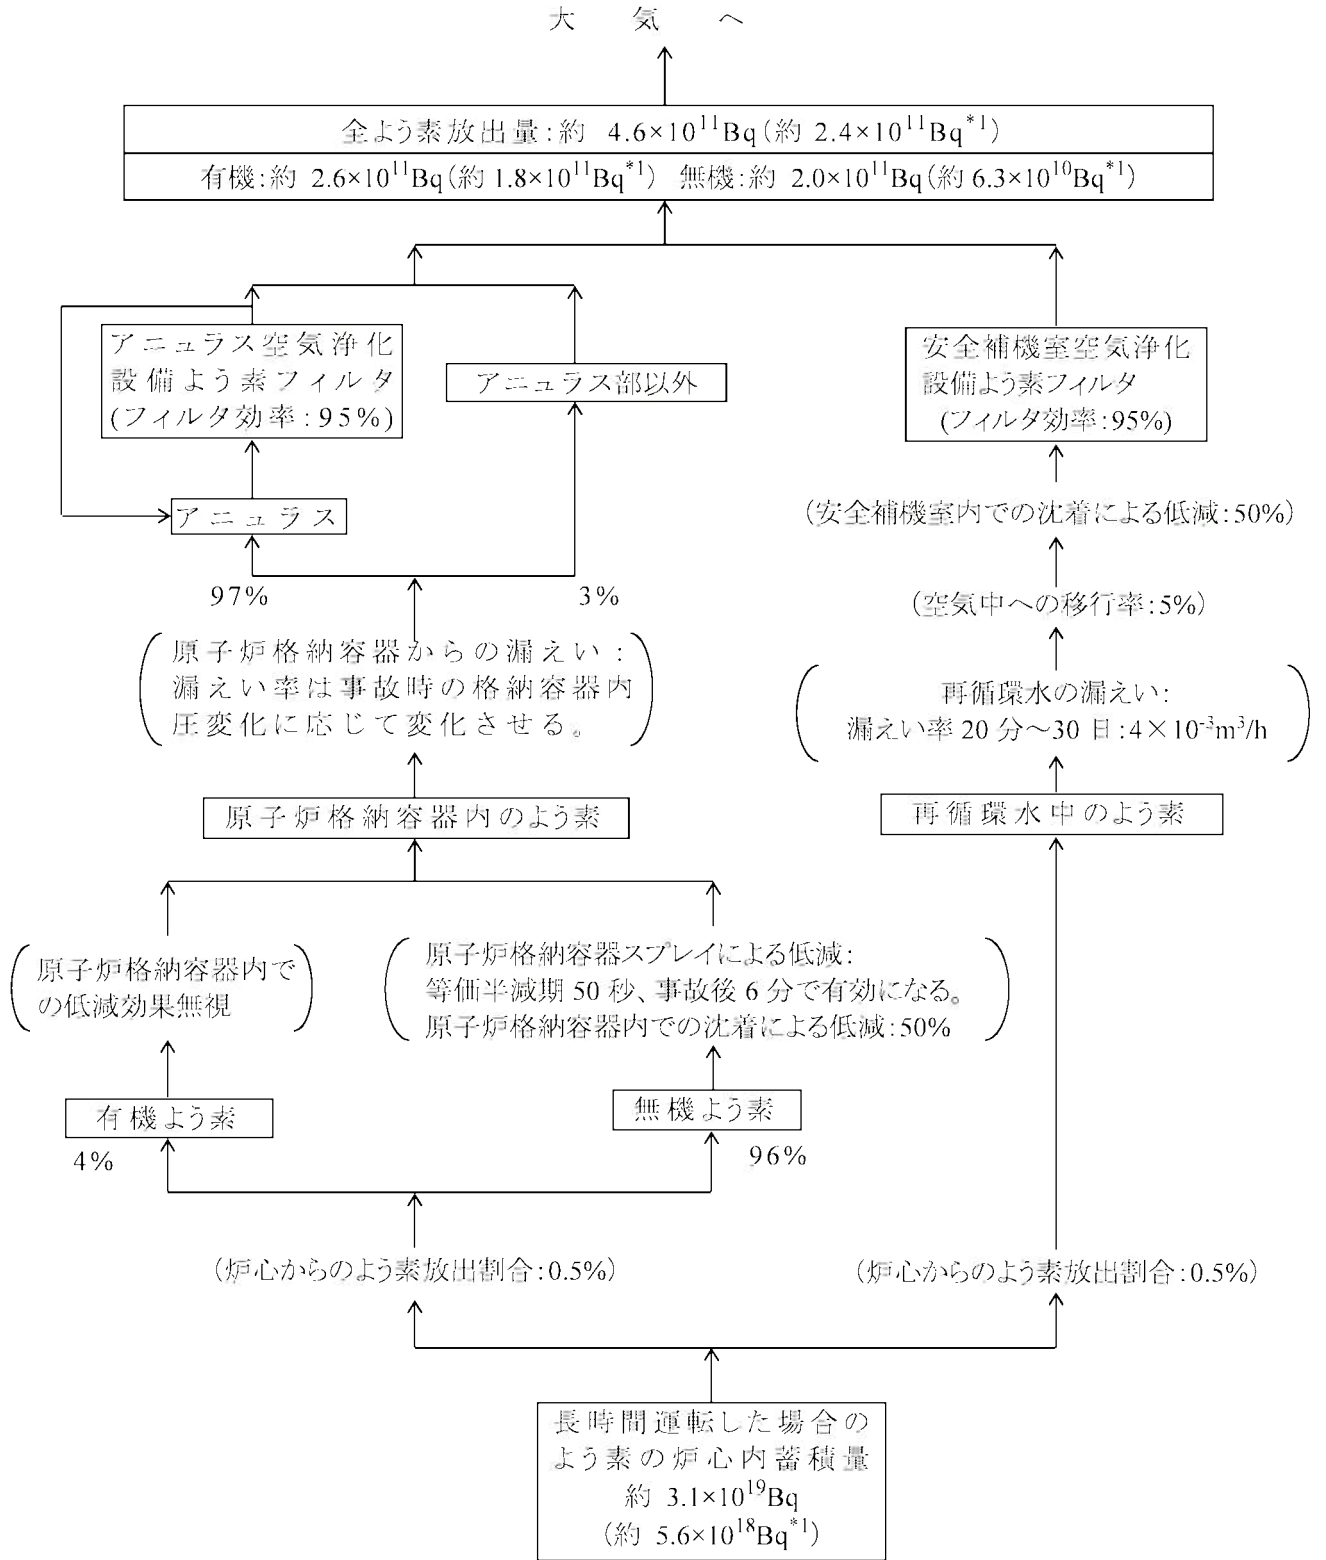 大気へ
全よう素放出量:約 4.6×10¹¹Bq(約 2.4×10¹¹Bq*¹)
有機:約 2.6×10¹¹Bq(約 1.8×10¹¹Bq*¹) 無機:約 2.0×10¹¹Bq(約 6.3×10¹⁰Bq*¹)
アニュラス空気浄化
設備よう素フィルタ
(フィルタ効率:95%)
アニュラス部以外
安全補機室空気浄化
設備よう素フィルタ
(フィルタ効率:95%)
アニュラス
(安全補機室内での沈着による低減:50%)
97%
3%
(空気中への移行率:5%)
原子炉格納容器からの漏えい:
漏えい率は事故時の格納容器内
圧変化に応じて変化させる。
再循環水の漏えい:
漏えい率 20 分~30 日:4×10⁻³m³/h
原子炉格納容器内のよう素
再循環水中のよう素
原子炉格納容器内で
の低減効果無視
原子炉格納容器スプレイによる低減:
等価半減期 50 秒、事故後 6 分で有効になる。
原子炉格納容器内での沈着による低減:50%
有機よう素
無機よう素
4%
96%
(炉心からのよう素放出割合:0.5%)
(炉心からのよう素放出割合:0.5%)
長時間運転した場合の
よう素の炉心内蓄積量
約 3.1×10¹⁹Bq
(約 5.6×10¹⁸Bq*¹)